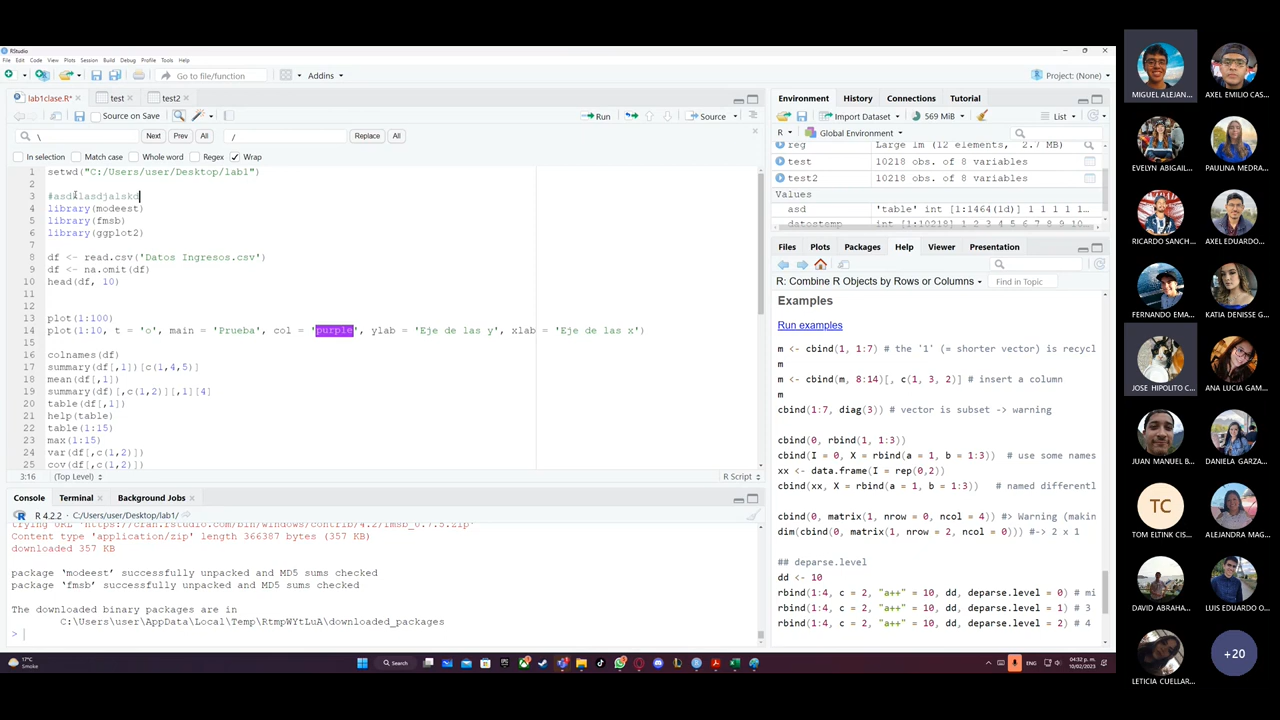 RStudio
File Edit Code View Plots Session Build Debug Profile Tools Help
Go to file/function
Addins
Project: (None)
lab1clase.R*
test
test2
Source on Save
Run
Source
\
Next
Prev
All
/
Replace
All
In selection
Match case
Whole word
Regex
Wrap
1 setwd("C:/Users/user/Desktop/lab1")
2
3
4 library(modeest)
5 library(fmsb)
6 library(ggplot2)
7
8 df <- read.csv('Datos Ingresos.csv')
9 df <- na.omit(df)
10 head(df, 10)
11
12
13 plot(1:100)
14 plot(1:10, t = 'o', main = 'Prueba', col = 'purple', ylab = 'Eje de las y', xlab = 'Eje de las x')
15
16 colnames(df)
17 summary(df[,1])[c(1,4,5)]
18 mean(df[,1])
19 summary(df)[,c(1,2)][,1][4]
20 table(df[,1])
21 help(table)
22 table(1:15)
23 max(1:15)
24 var(df[,c(1,2)])
25 cov(df[,c(1,2)])
3:16
(Top Level)
R Script
Console
Terminal
Background Jobs
R 4.2.2 . C:/Users/user/Desktop/lab1/
Content type 'application/zip' length 366387 bytes (357 KB)
downloaded 357 KB
package ‘modeest’ successfully unpacked and MD5 sums checked
package ‘fmsb’ successfully unpacked and MD5 sums checked
The downloaded binary packages are in
C:\Users\user\AppData\Local\Temp\RtmpWYtLuA\downloaded_packages
>
Environment
History
Connections
Tutorial
Import Dataset
569 MiB
List
R
Global Environment
reg Large lm (12 elements, 2.7 MB)
test 10218 obs. of 8 variables
test2 10218 obs. of 8 variables
Values
asd 'table' int [1:1464(1d)] 1 1 1 1 1…
datostemp int [1:10218] 1 2 3 4 5 6 7 8 9 10…
Files
Plots
Packages
Help
Viewer
Presentation
R: Combine R Objects by Rows or Columns
Find in Topic
Examples
Run examples
m <- cbind(1, 1:7) # the '1' (= shorter vector) is recycl
m
m <- cbind(m, 8:14)[, c(1, 3, 2)] # insert a column
m
cbind(1:7, diag(3)) # vector is subset -> warning
cbind(0, rbind(1, 1:3))
cbind(I = 0, X = rbind(a = 1, b = 1:3)) # use some names
xx <- data.frame(I = rep(0,2))
cbind(xx, X = rbind(a = 1, b = 1:3)) # named differentl
cbind(0, matrix(1, nrow = 0, ncol = 4)) #> Warning (makin
dim(cbind(0, matrix(1, nrow = 2, ncol = 0))) #-> 2 x 1
## deparse.level
dd <- 10
rbind(1:4, c = 2, "a++" = 10, dd, deparse.level = 0) # mi
rbind(1:4, c = 2, "a++" = 10, dd, deparse.level = 1) # 3
rbind(1:4, c = 2, "a++" = 10, dd, deparse.level = 2) # 4
17°C
Smoke
Search
ENG
04:32 p. m.
10/02/2023
MIGUEL ALEJAN...
AXEL EMILIO CAS...
EVELYN ABIGAIL...
PAULINA MEDRA...
RICARDO SANCH...
AXEL EDUARDO...
FERNANDO EMA...
KATIA DENISSE G...
JOSE HIPOLITO C...
ANA LUCIA GAM...
JUAN MANUEL B...
DANIELA GARZA...
TC
TOM ELTINK CIS...
ALEJANDRA MAG...
DAVID ABRAHA...
LUIS EDUARDO O...
LETICIA CUELLAR...
+20